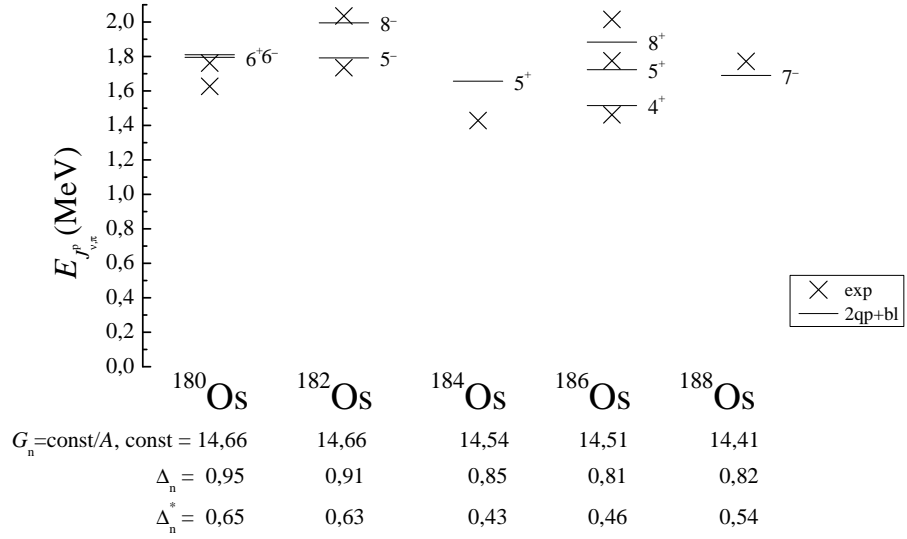 2,0
1,8
1,6
1,4
1,2
1,0
0,8
0,6
0,4
0,2
0,0
E_{J^p_{ν,π}} (MeV)
6⁺6⁻
8⁻
5⁻
5⁺
8⁺
5⁺
4⁺
7⁻
exp
2qp+bl
¹⁸⁰Os ¹⁸²Os ¹⁸⁴Os ¹⁸⁶Os ¹⁸⁸Os
G_n=const/A, const = 14,66 14,66 14,54 14,51 14,41
Δ_n = 0,95 0,91 0,85 0,81 0,82
Δ_n^* = 0,65 0,63 0,43 0,46 0,54